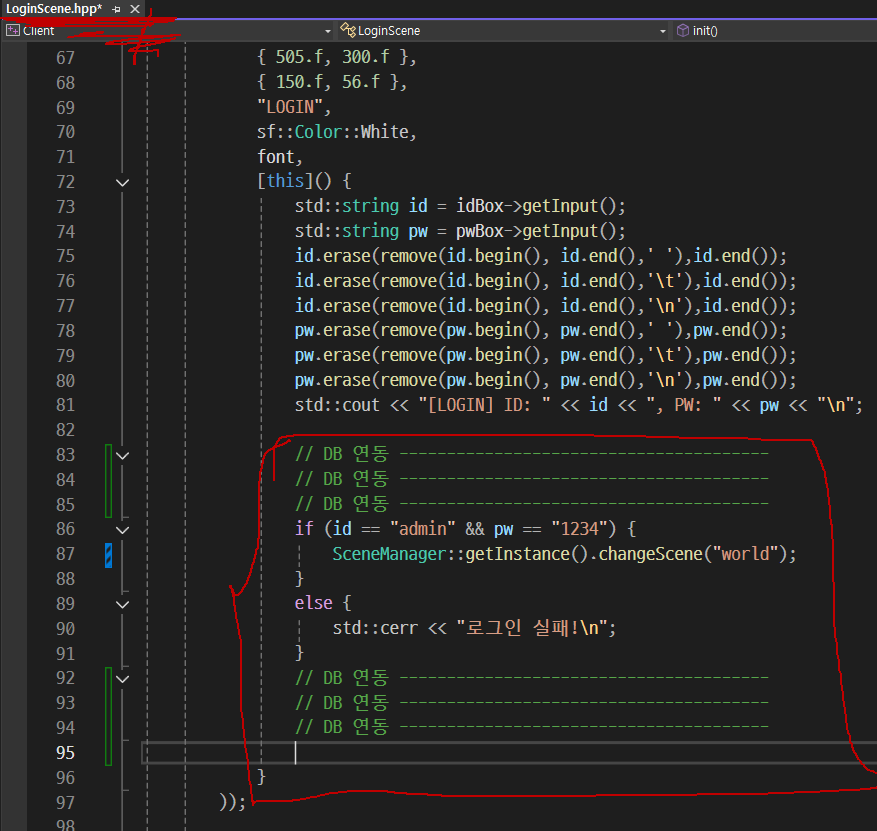 LoginScene.hpp*
Client LoginScene init()
67 { 505.f, 300.f },
68 { 150.f, 56.f },
69 "LOGIN",
70 sf::Color::White,
71 font,
72 [this]() {
73 std::string id = idBox->getInput();
74 std::string pw = pwBox->getInput();
75 id.erase(remove(id.begin(), id.end(),' '),id.end());
76 id.erase(remove(id.begin(), id.end(),'\t'),id.end());
77 id.erase(remove(id.begin(), id.end(),'\n'),id.end());
78 pw.erase(remove(pw.begin(), pw.end(),' '),pw.end());
79 pw.erase(remove(pw.begin(), pw.end(),'\t'),pw.end());
80 pw.erase(remove(pw.begin(), pw.end(),'\n'),pw.end());
81 std::cout << "[LOGIN] ID: " << id << ", PW: " << pw << "\n";
82
83 // DB 연동 ---------------------------------------
84 // DB 연동 ---------------------------------------
85 // DB 연동 ---------------------------------------
86 if (id == "admin" && pw == "1234") {
87 SceneManager::getInstance().changeScene("world");
88 }
89 else {
90 std::cerr << "로그인 실패!\n";
91 }
92 // DB 연동 ---------------------------------------
93 // DB 연동 ---------------------------------------
94 // DB 연동 ---------------------------------------
95
96 }
97 ));
98